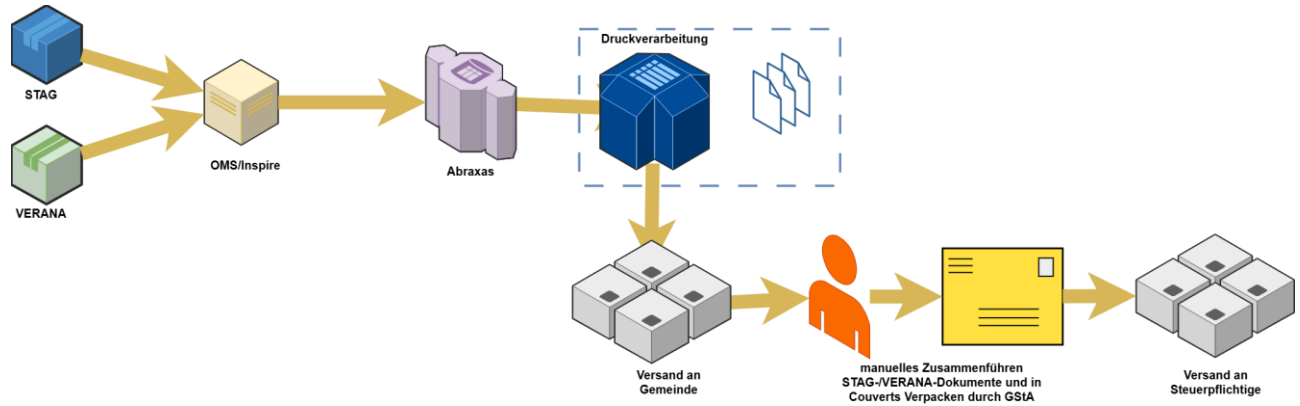 STAG
VERANA
OMS/Inspire
Abraxas
Druckverarbeitung
Versand an
Gemeinde
manuelles Zusammenführen
STAG-/VERANA-Dokumente und in
Couverts Verpacken durch GStA
Versand an
Steuerpflichtige